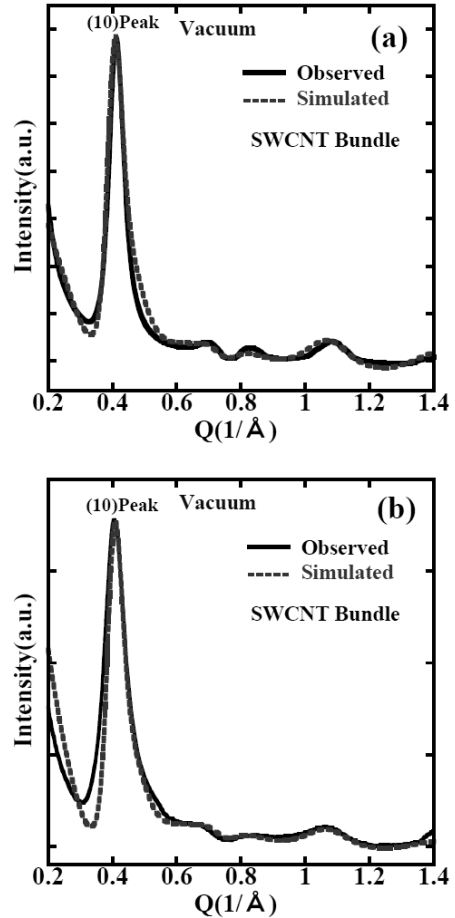 (10)Peak Vacuum (a)
Observed
Simulated
SWCNT Bundle
Intensity(a.u.)
0.2 0.4 0.6 0.8 1 1.2 1.4
Q(1/Å)
(10)Peak Vacuum (b)
Observed
Simulated
SWCNT Bundle
Intensity(a.u.)
0.2 0.4 0.6 0.8 1 1.2 1.4
Q(1/Å)